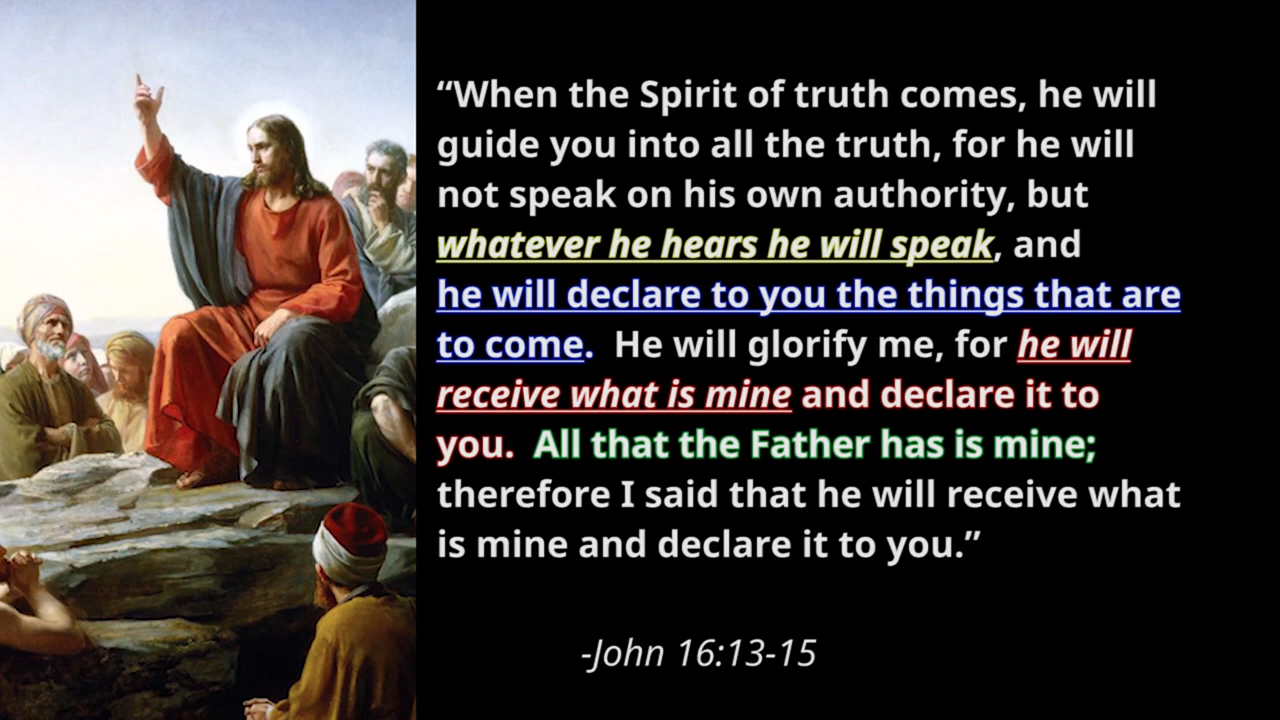 “When the Spirit of truth comes, he will
guide you into all the truth, for he will
not speak on his own authority, but
whatever he hears he will speak, and
he will declare to you the things that are
to come.  He will glorify me, for he will
receive what is mine and declare it to
you.  All that the Father has is mine;
therefore I said that he will receive what
is mine and declare it to you.”
-John 16:13-15